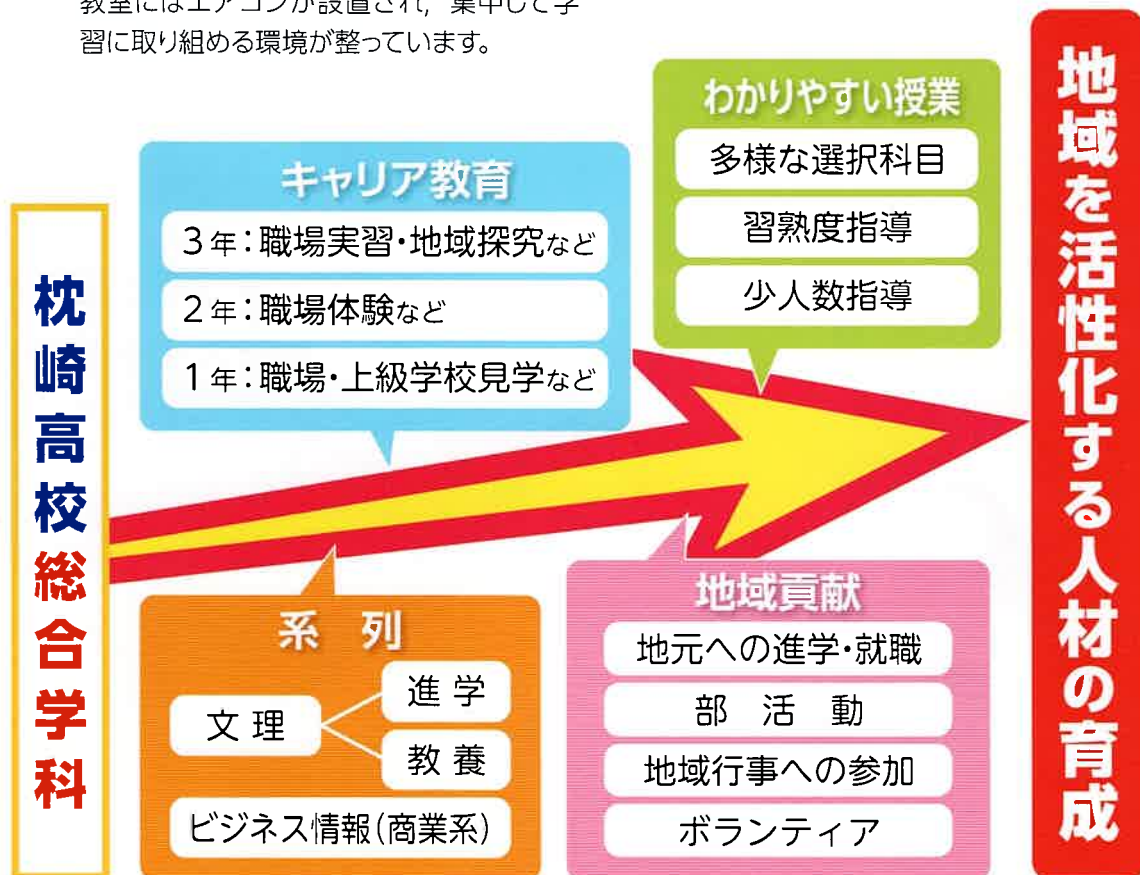 教室にはエアコンが設置され，集中して学
習に取り組める環境が整っています。
枕崎高校総合学科
キャリア教育
3年：職場実習・地域探究など
2年：職場体験など
1年：職場・上級学校見学など
わかりやすい授業
多様な選択科目
習熟度指導
少人数指導
系列
文理
進学
教養
ビジネス情報(商業系)
地域貢献
地元への進学・就職
部活動
地域行事への参加
ボランティア
地域を活性化する人材の育成